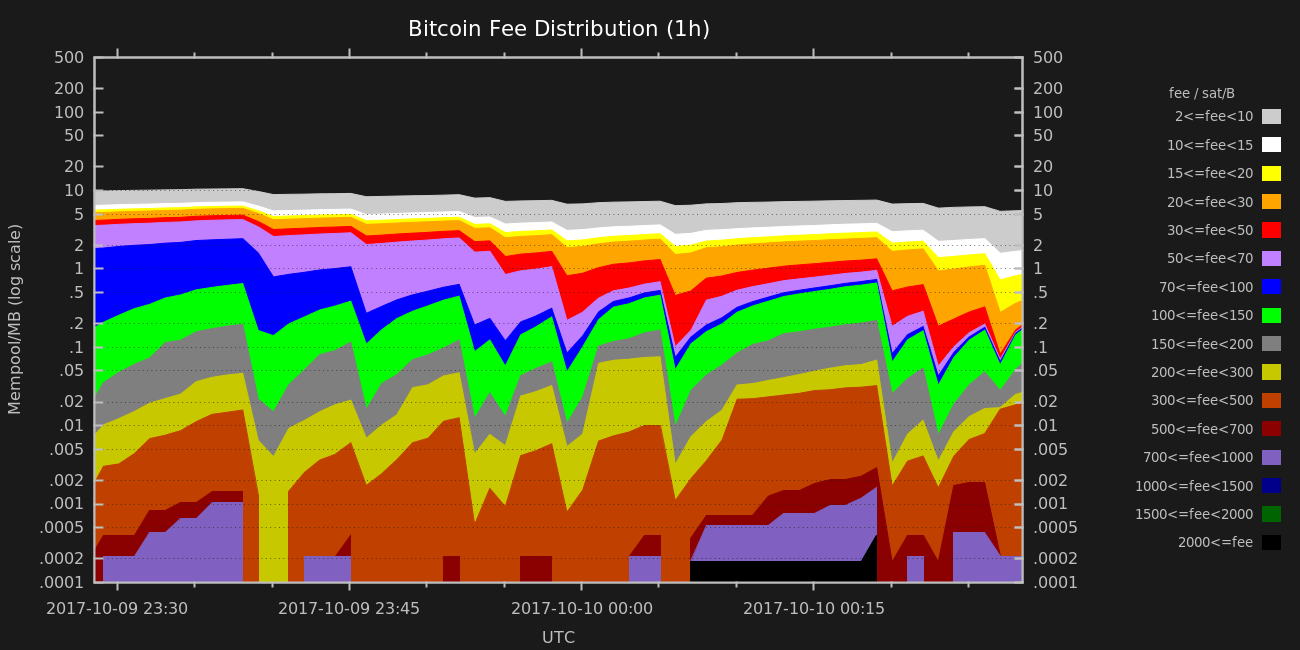 Bitcoin Fee Distribution (1h)
500 500
200 200
100 100
50 50
20 20
10 10
5 5
2 2
1 1
.5 .5
.2 .2
.1 .1
.05 .05
.02 .02
.01 .01
.005 .005
.002 .002
.001 .001
.0005 .0005
.0002 .0002
.0001 .0001
Mempool/MB (log scale)
2017-10-09 23:30 2017-10-09 23:45 2017-10-10 00:00 2017-10-10 00:15
UTC
fee / sat/B
2<=fee<10
10<=fee<15
15<=fee<20
20<=fee<30
30<=fee<50
50<=fee<70
70<=fee<100
100<=fee<150
150<=fee<200
200<=fee<300
300<=fee<500
500<=fee<700
700<=fee<1000
1000<=fee<1500
1500<=fee<2000
2000<=fee